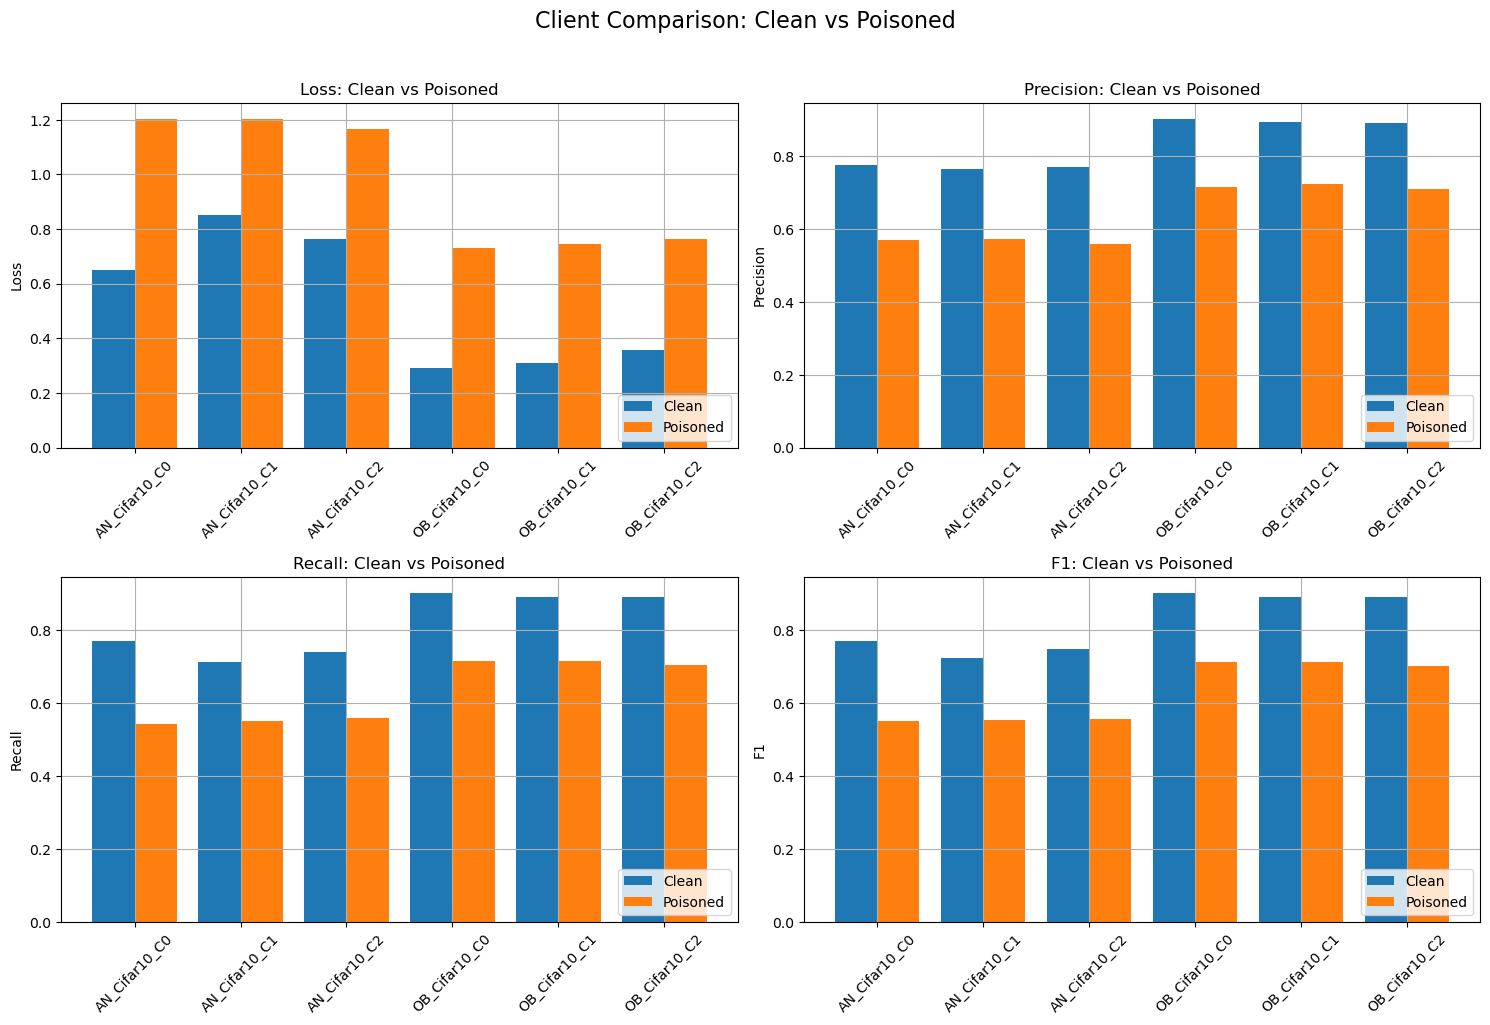 Client Comparison: Clean vs Poisoned
Loss: Clean vs Poisoned
Loss
1.2
1.0
0.8
0.6
0.4
0.2
0.0
Clean
Poisoned
AN_Cifar10_C0
AN_Cifar10_C1
AN_Cifar10_C2
OB_Cifar10_C0
OB_Cifar10_C1
OB_Cifar10_C2
Precision: Clean vs Poisoned
Precision
0.8
0.6
0.4
0.2
0.0
Clean
Poisoned
AN_Cifar10_C0
AN_Cifar10_C1
AN_Cifar10_C2
OB_Cifar10_C0
OB_Cifar10_C1
OB_Cifar10_C2
Recall: Clean vs Poisoned
Recall
0.8
0.6
0.4
0.2
0.0
Clean
Poisoned
AN_Cifar10_C0
AN_Cifar10_C1
AN_Cifar10_C2
OB_Cifar10_C0
OB_Cifar10_C1
OB_Cifar10_C2
F1: Clean vs Poisoned
F1
0.8
0.6
0.4
0.2
0.0
Clean
Poisoned
AN_Cifar10_C0
AN_Cifar10_C1
AN_Cifar10_C2
OB_Cifar10_C0
OB_Cifar10_C1
OB_Cifar10_C2